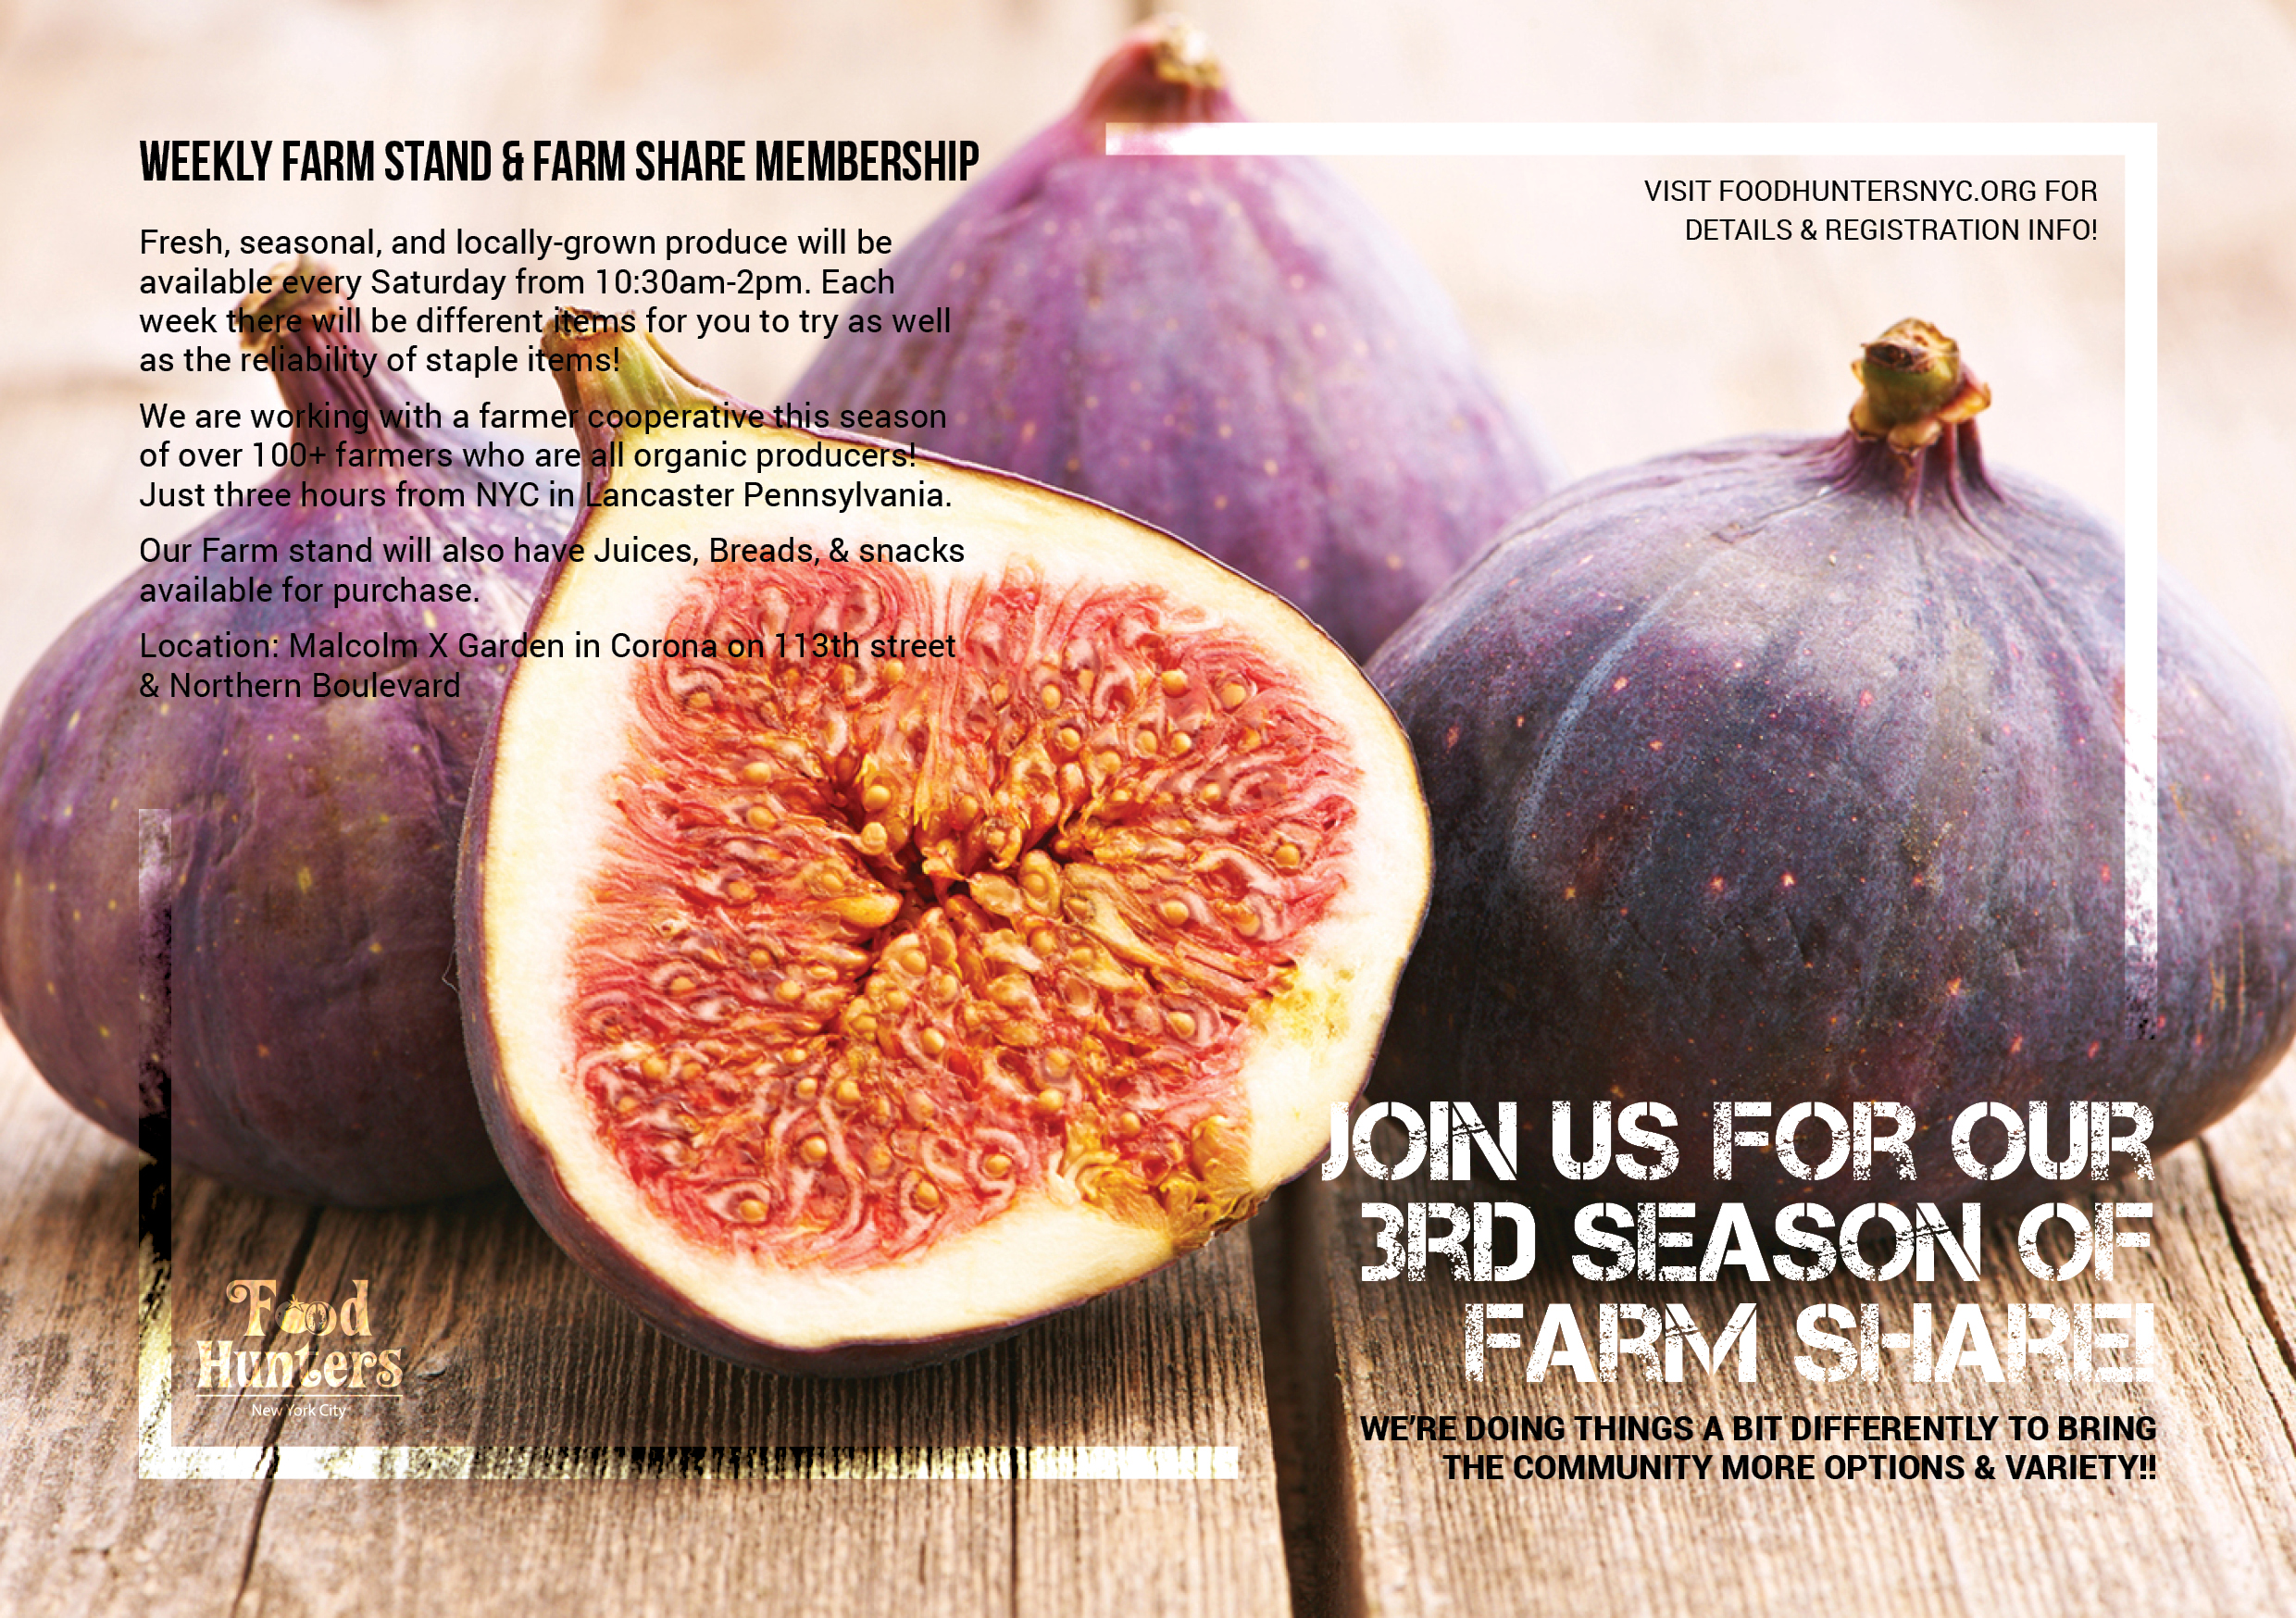 WEEKLY FARM STAND & FARM SHARE MEMBERSHIP
Fresh, seasonal, and locally-grown produce will be
available every Saturday from 10:30am-2pm. Each
week there will be different items for you to try as well
as the reliability of staple items!
We are working with a farmer cooperative this season
of over 100+ farmers who are all organic producers!
Just three hours from NYC in Lancaster Pennsylvania.
Our Farm stand will also have Juices, Breads, & snacks
available for purchase.
Location: Malcolm X Garden in Corona on 113th street
& Northern Boulevard
VISIT FOODHUNTERSNYC.ORG FOR
DETAILS & REGISTRATION INFO!
JOIN US FOR OUR
3RD SEASON OF
FARM SHARE!
WE'RE DOING THINGS A BIT DIFFERENTLY TO BRING
THE COMMUNITY MORE OPTIONS & VARIETY!!
Food
Hunters
New York City